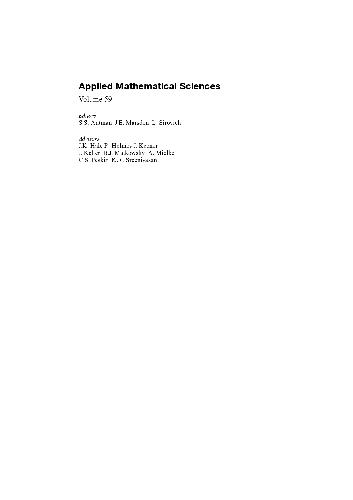 Applied Mathematical Sciences
Volume 59
Editors
S.S. Antman J.E. Marsden L. Sirovich
Advisors
J.K. Hale P. Holmes J. Keener
J. Keller B.J. Matkowsky A. Mielke
C.S. Peskin K.R. Sreenivasan